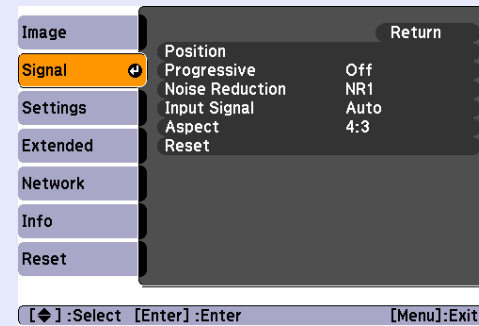 Image
Signal
Settings
Extended
Network
Info
Reset
Return
Position
Progressive Off
Noise Reduction NR1
Input Signal Auto
Aspect 4:3
Reset
[◆] :Select [Enter] :Enter [Menu]:Exit